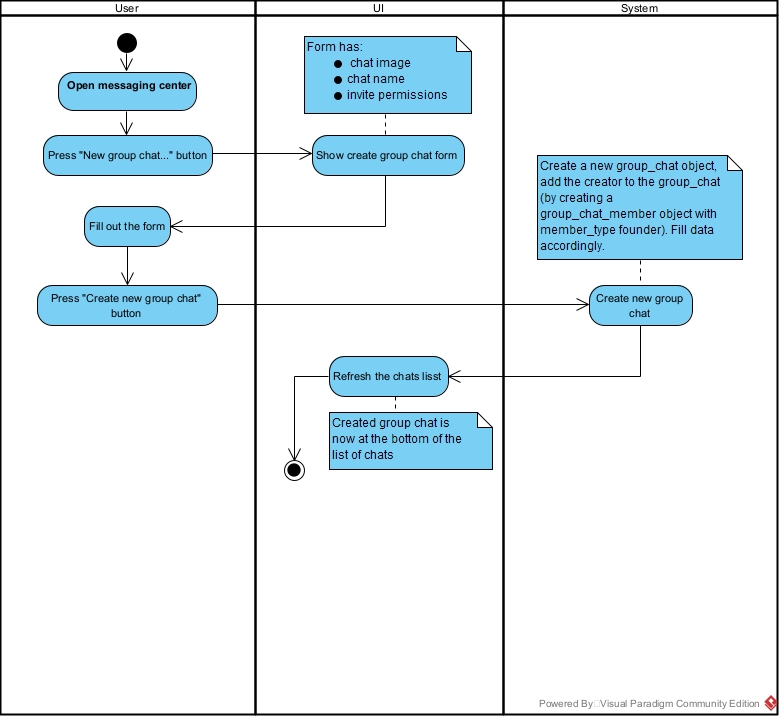 User
UI
System
Form has:
● chat image
● chat name
● invite permissions
Open messaging center
Press "New group chat..." button
Show create group chat form
Create a new group_chat object,
add the creator to the group_chat
(by creating a
group_chat_member object with
member_type founder). Fill data
accordingly.
Fill out the form
Press "Create new group chat"
button
Create new group
chat
Refresh the chats lisst
Created group chat is
now at the bottom of the
list of chats
Powered By Visual Paradigm Community Edition